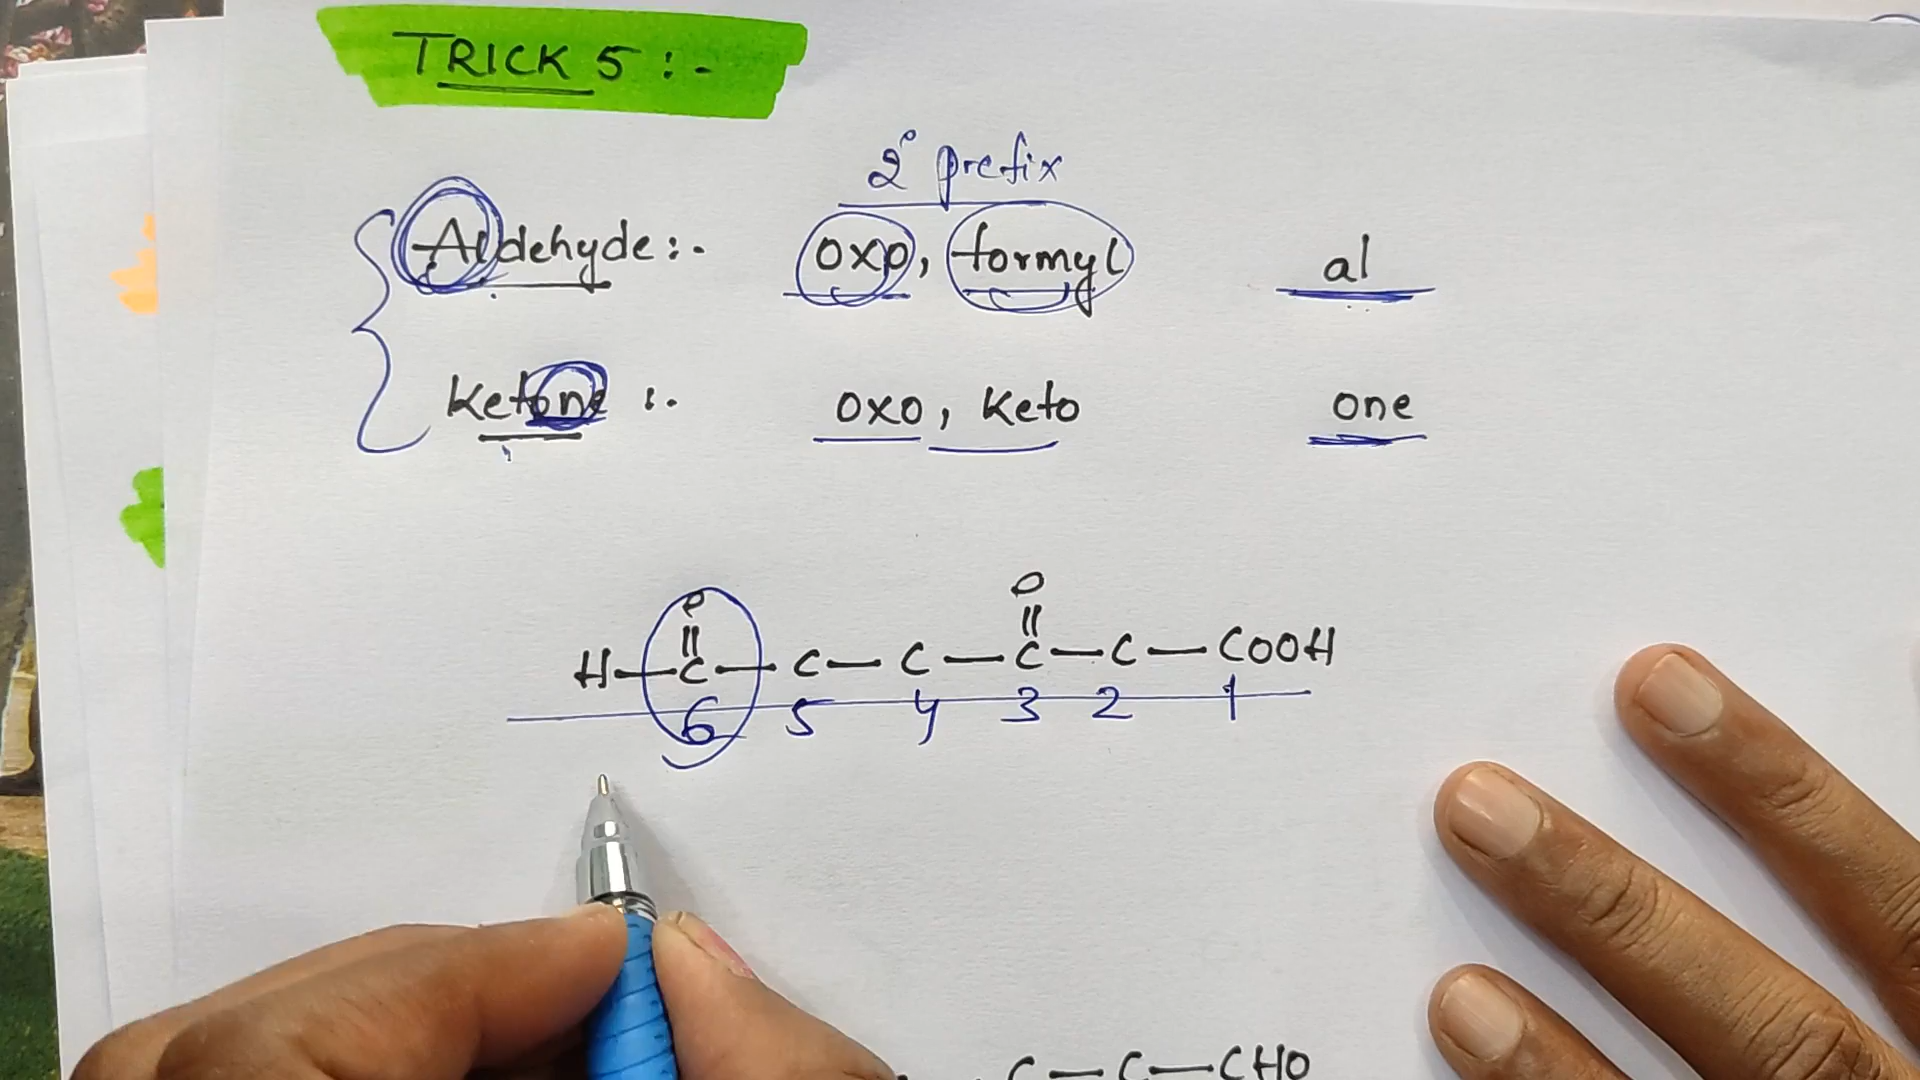 TRICK 5 :-
2° prefix
Aldehyde :- oxo, formyl al
Ketone :- oxo, keto one
O O
|| ||
H—C—C—C—C—C—COOH
6 5 4 3 2 1
C—C—CHO